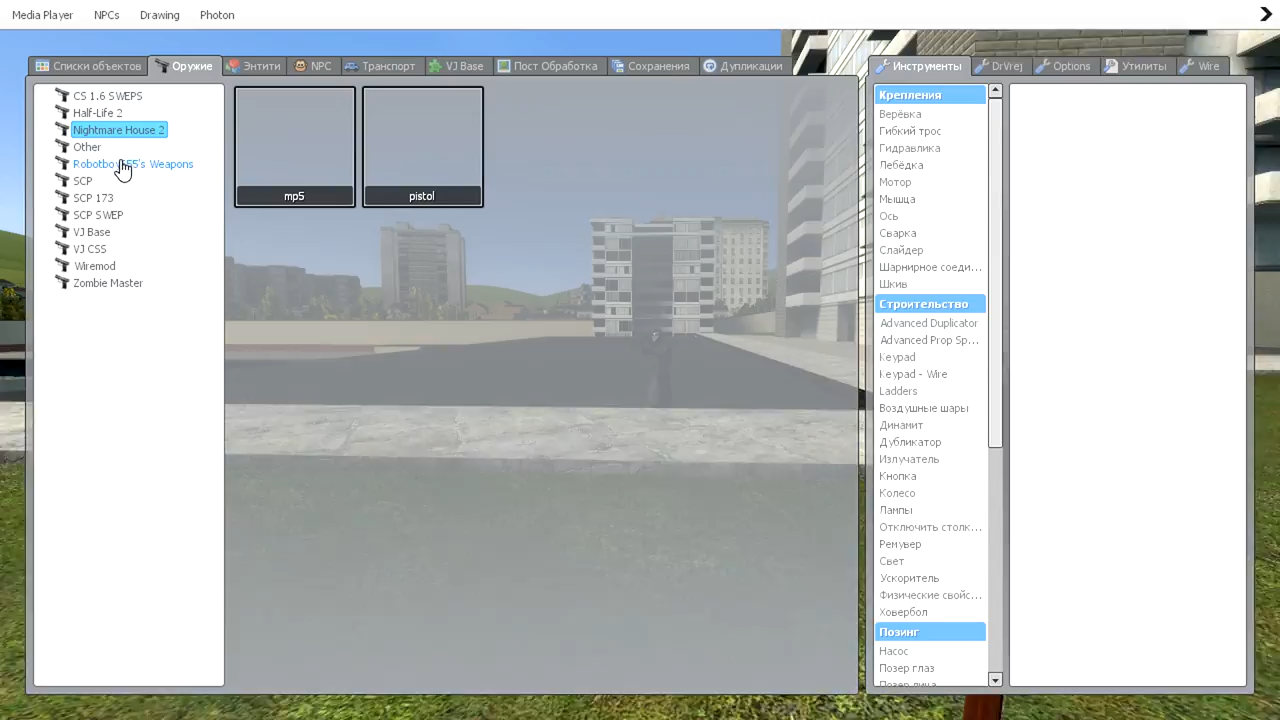 Media Player NPCs Drawing Photon
Списки объектов Оружие Энтити NPC Транспорт VJ Base Пост Обработка Сохранения Дупликации
CS 1.6 SWEPS
Half-Life 2
Nightmare House 2
Other
Weapons
SCP
SCP 173
SCP SWEP
VJ Base
VJ CSS
Wiremod
Zombie Master
mp5 pistol
Инструменты DrVrej Options Утилиты Wire
Крепления
Верёвка
Гибкий трос
Гидравлика
Лебёдка
Мотор
Мышца
Ось
Сварка
Слайдер
Шарнирное соеди...
Шкив
Строительство
Advanced Duplicator
Advanced Prop Sp...
Keypad
Keypad - Wire
Ladders
Воздушные шары
Динамит
Дубликатор
Излучатель
Кнопка
Колесо
Лампы
Отключить столк...
Ремувер
Свет
Ускоритель
Физические свойс...
Ховербол
Позинг
Насос
Позер глаз
Позер лица